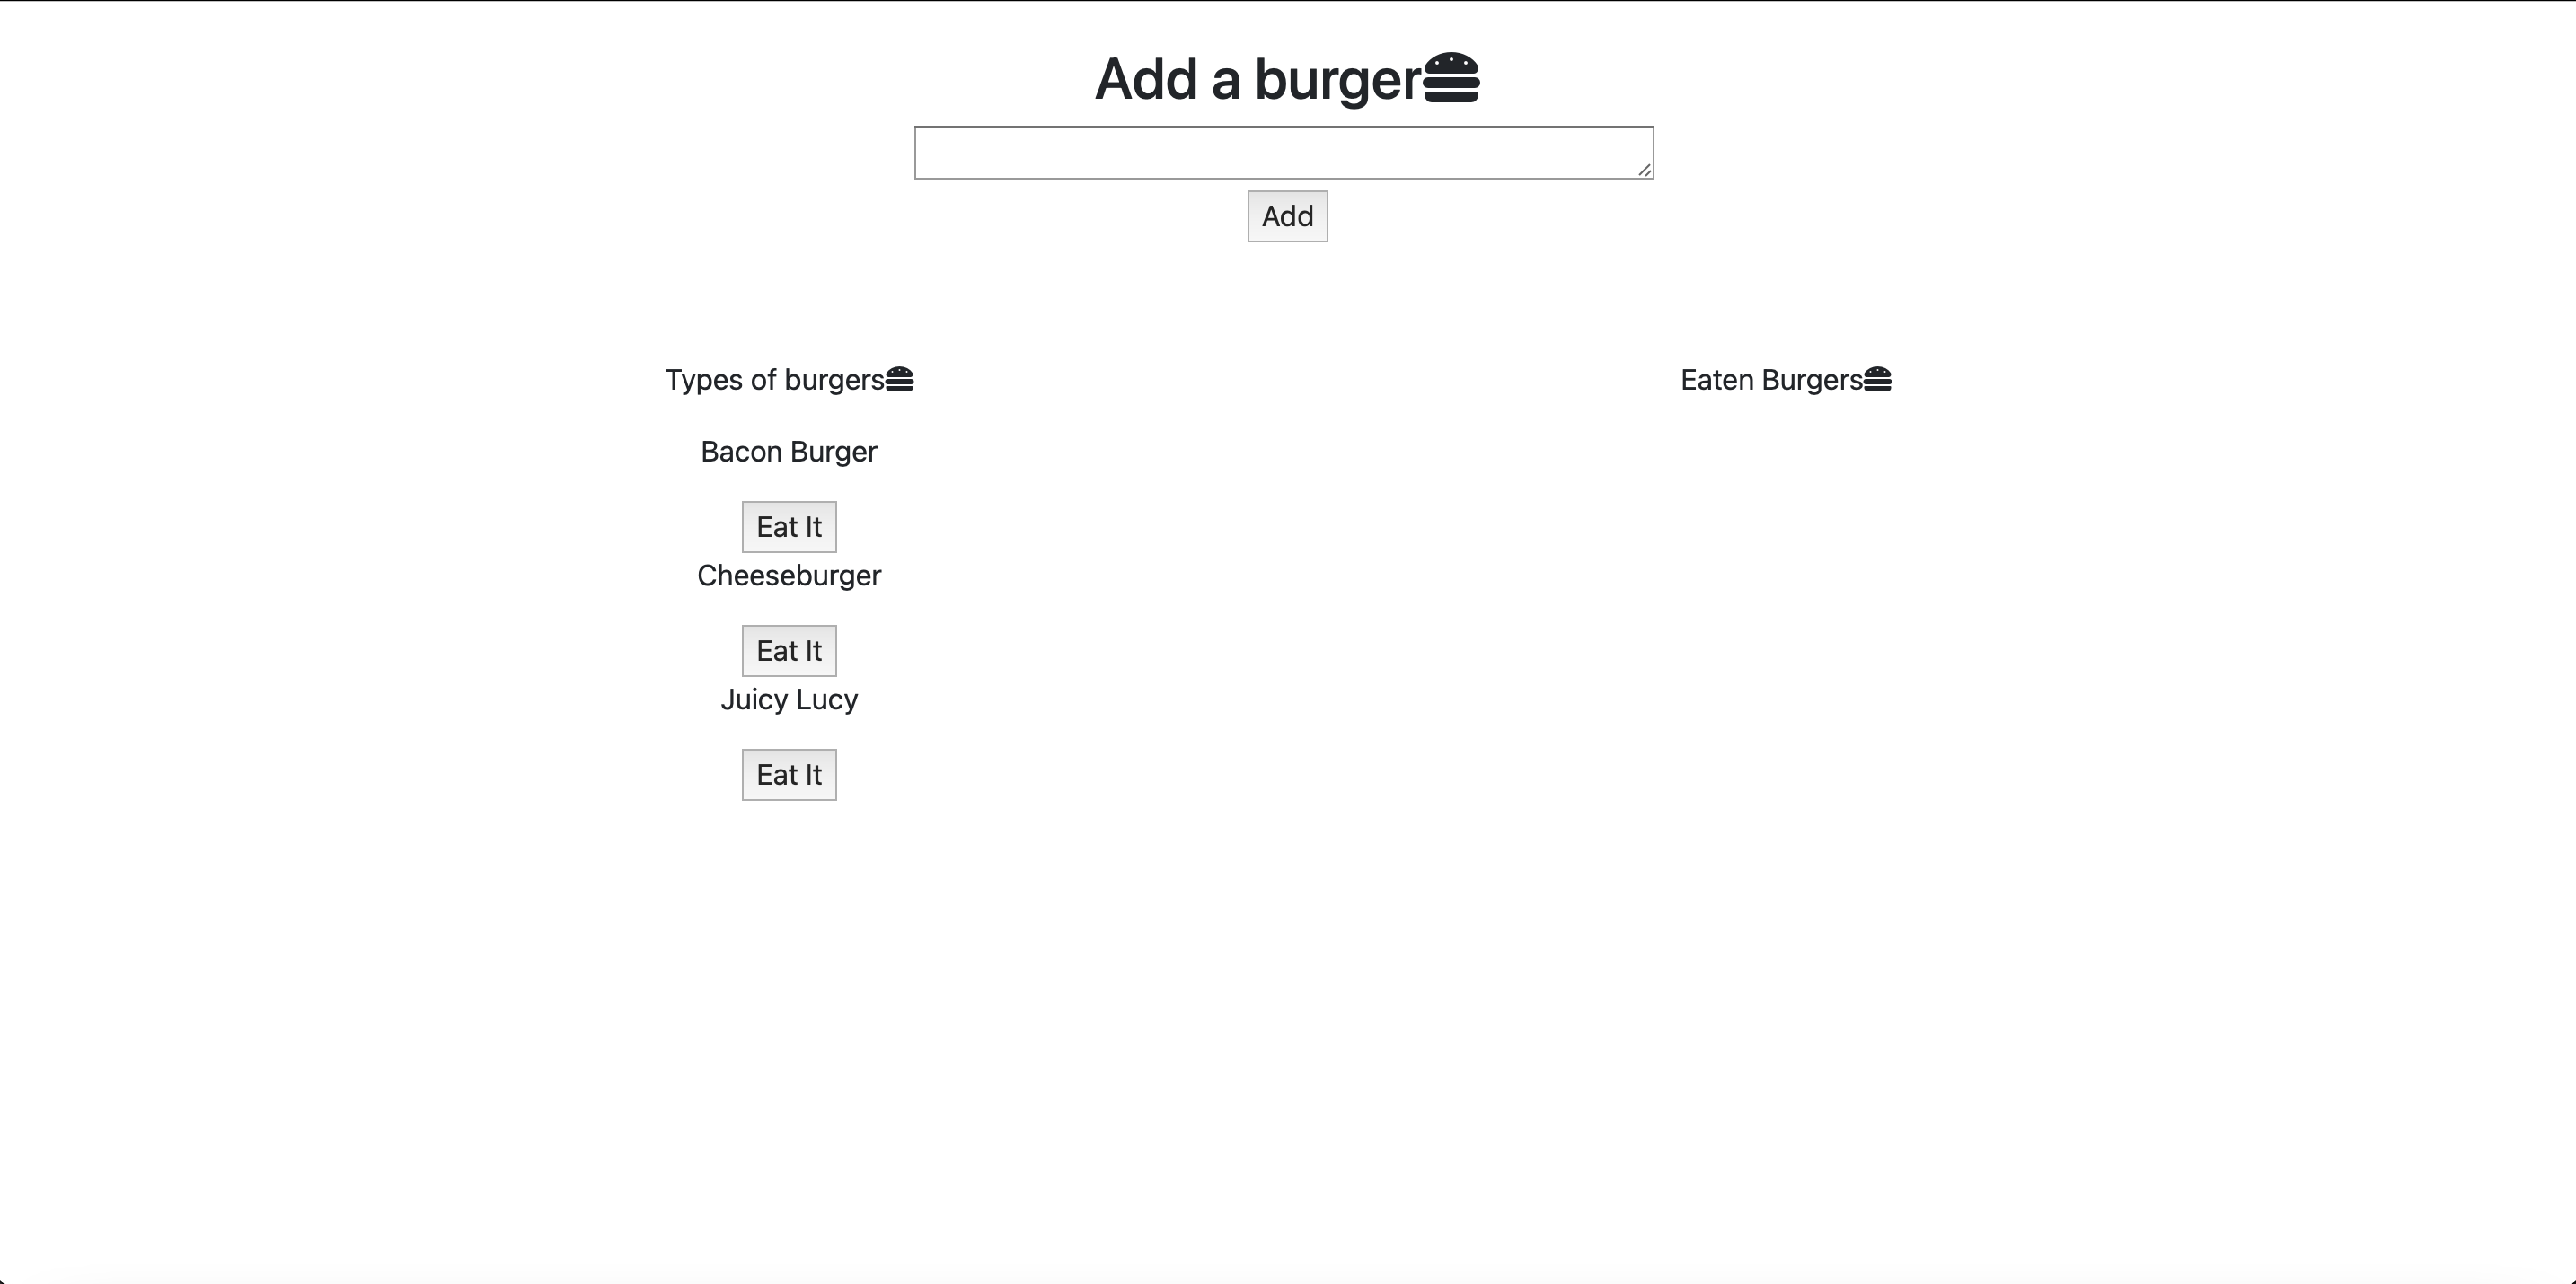 Add a burger
Add
Types of burgers
Eaten Burgers
Bacon Burger
Eat It
Cheeseburger
Eat It
Juicy Lucy
Eat It